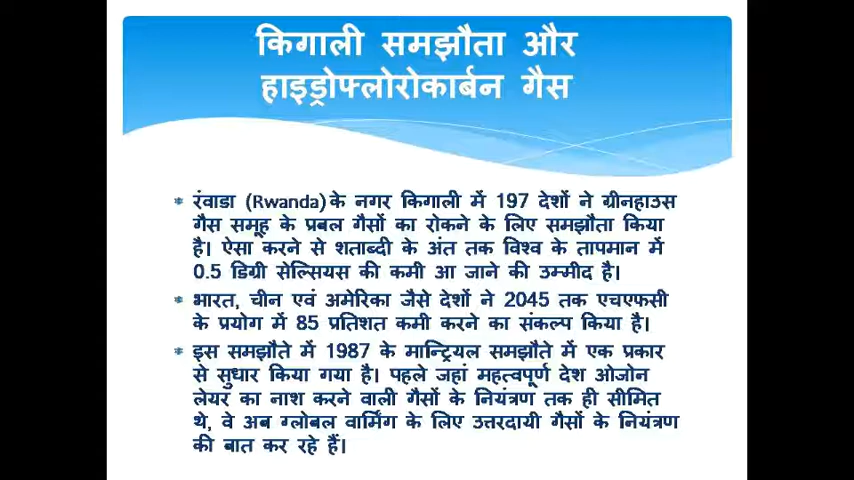 किगाली समझौता और
हाइड्रोफ्लोरोकार्बन गैस
* रंवाडा (Rwanda) के नगर किगाली में 197 देशों ने ग्रीनहाउस
गैस समूह के प्रबल गैसों का रोकने के लिए समझौता किया
है। ऐसा करने से शताब्दी के अंत तक विश्व के तापमान में
0.5 डिग्री सेल्सियस की कमी आ जाने की उम्मीद है।
* भारत, चीन एवं अमेरिका जैसे देशों ने 2045 तक एचएफसी
के प्रयोग में 85 प्रतिशत कमी करने का संकल्प किया है।
* इस समझौते में 1987 के मान्ट्रियल समझौते में एक प्रकार
से सुधार किया गया है। पहले जहां महत्वपूर्ण देश ओजोन
लेयर का नाश करने वाली गैसों के नियंत्रण तक ही सीमित
थे, वे अब ग्लोबल वार्मिंग के लिए उत्तरदायी गैसों के नियंत्रण
की बात कर रहे हैं।